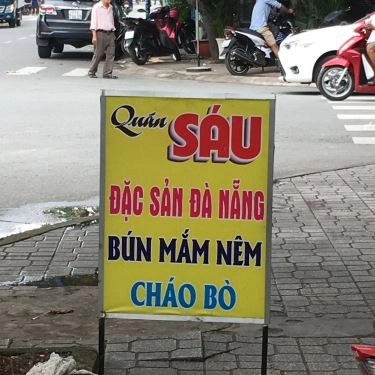 Quán SÁU
ĐẶC SẢN ĐÀ NẴNG
BÚN MẮM NÊM
CHÁO BÒ